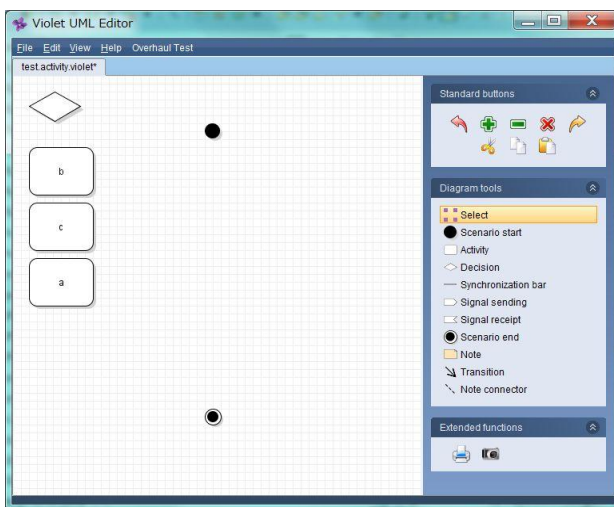 Violet UML Editor
File Edit View Help Overhaul Test
test.activity.violet*
b
c
a
Standard buttons
Diagram tools
Select
Scenario start
Activity
Decision
Synchronization bar
Signal sending
Signal receipt
Scenario end
Note
Transition
Note connector
Extended functions